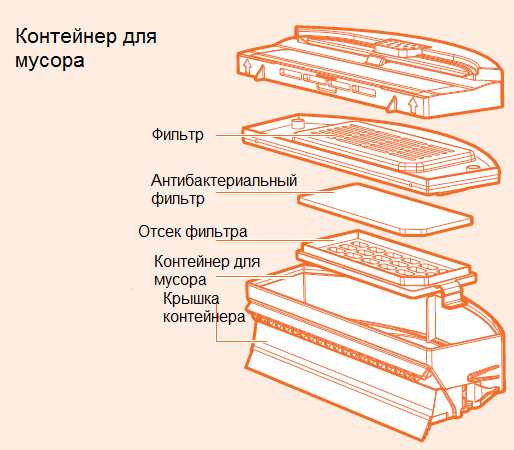 Контейнер для
мусора
Фильтр
Антибактериальный
фильтр
Отсек фильтра
Контейнер для
мусора
Крышка
контейнера